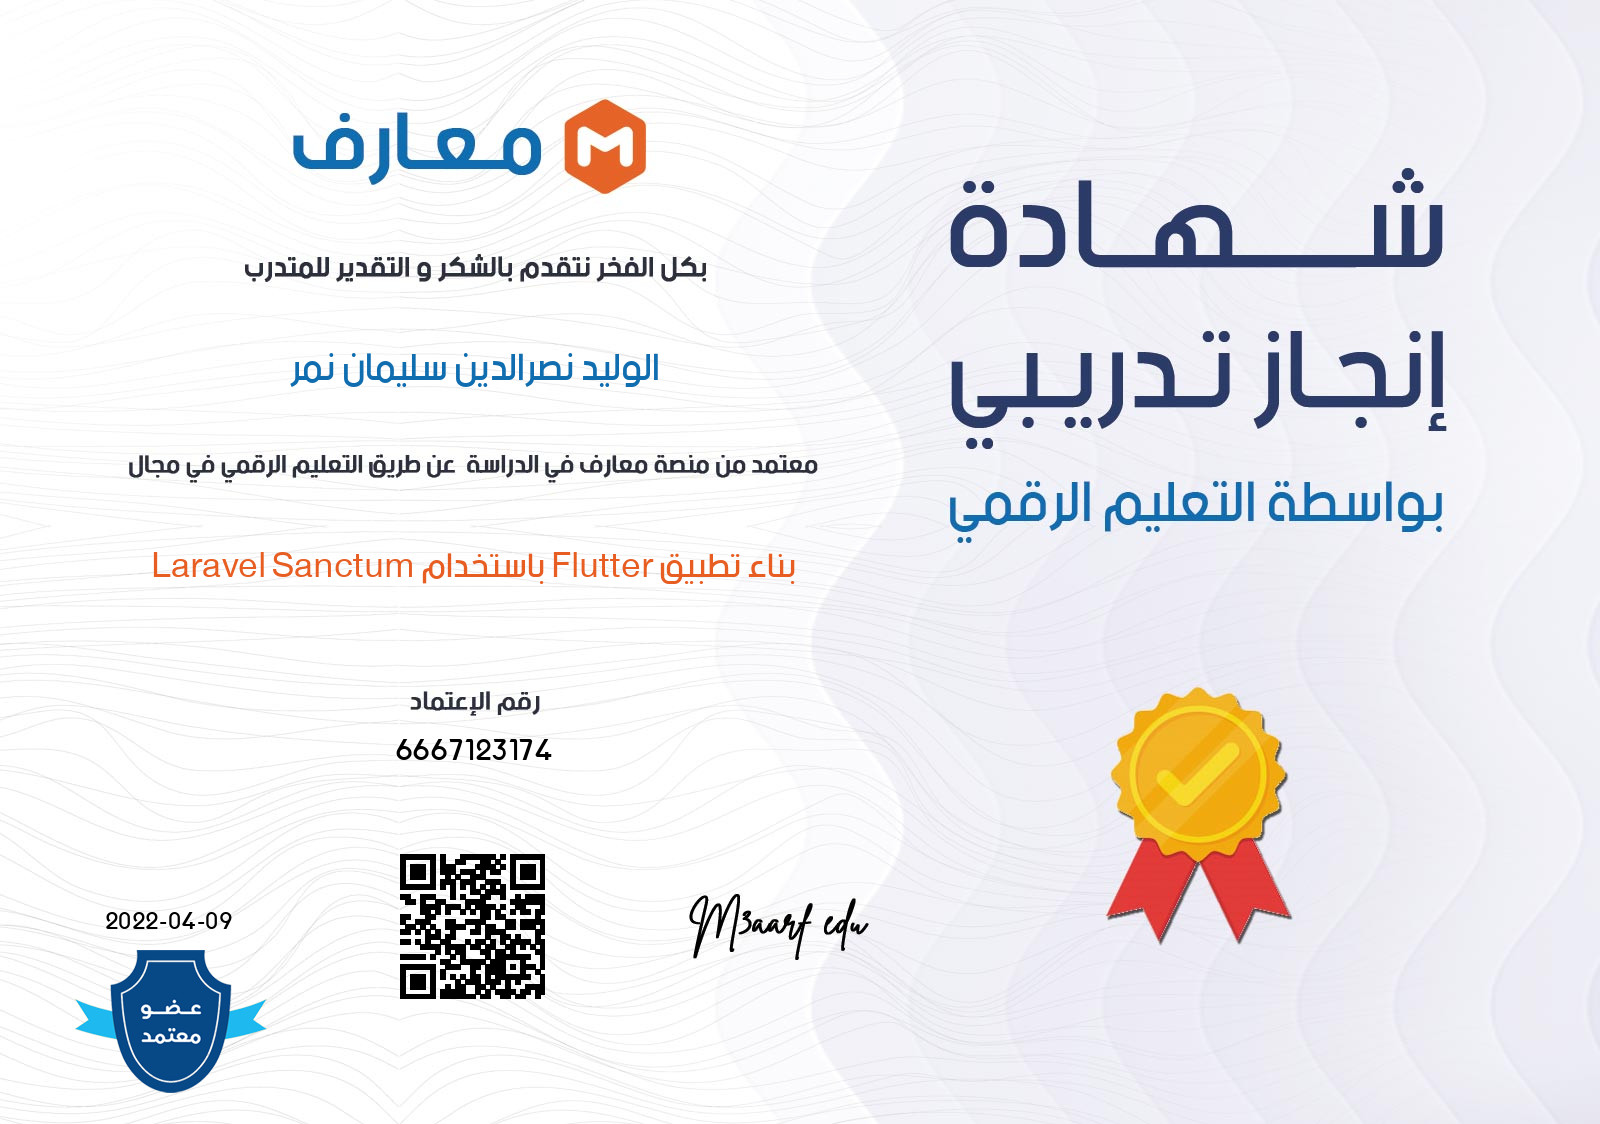 شهادة
إنجاز تدريبي
بواسطة التعليم الرقمي
معارف
M
بكل الفخر نتقدم بالشكر و التقدير للمتدرب
الوليد نصرالدين سليمان نمر
معتمد من منصة معارف في الدراسة عن طريق التعليم الرقمي في مجال
بناء تطبيق Flutter باستخدام Laravel Sanctum
رقم الإعتماد
6667123174
M3aarf edu
2022-04-09
عضو
معتمد